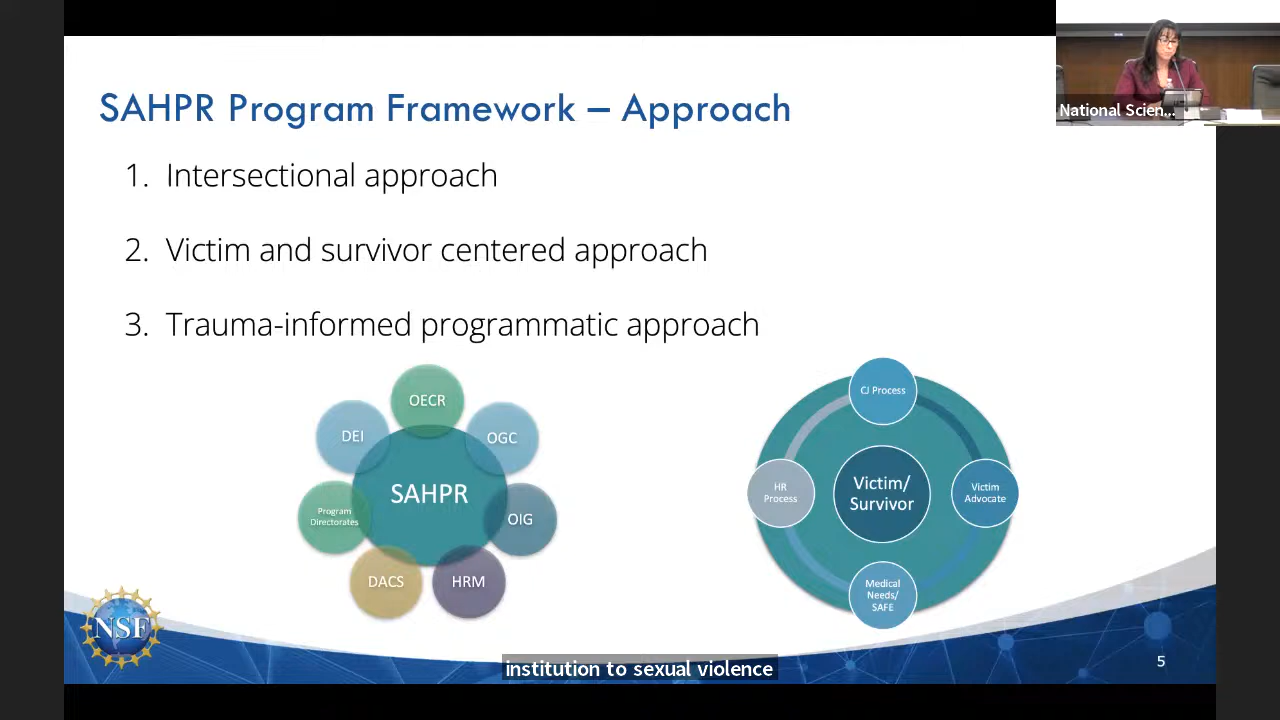 SAHPR Program Framework – Approach
National Scien...
1. Intersectional approach
2. Victim and survivor centered approach
3. Trauma-informed programmatic approach
OECR
DEI
OGC
SAHPR
Program
Directorates
OIG
DACS
HRM
CJ Process
HR
Process
Victim/
Survivor
Victim
Advocate
Medical
Needs/
SAFE
NSF
institution to sexual violence
5